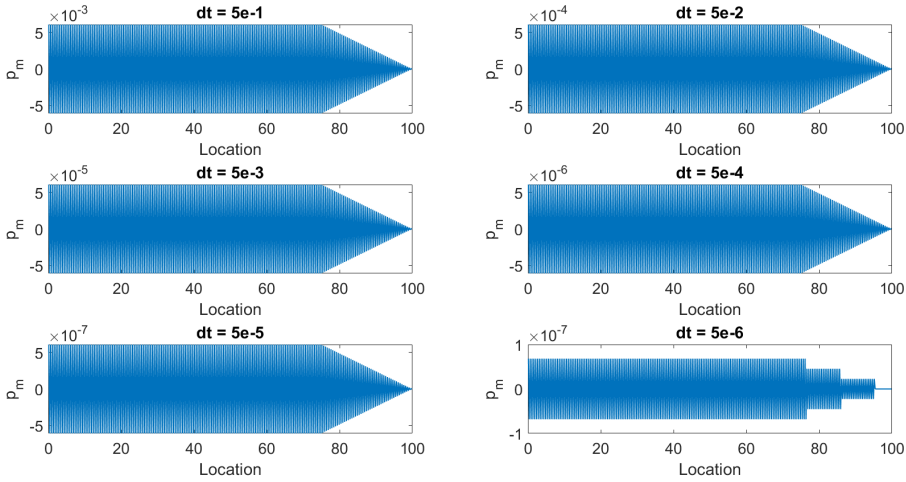 dt = 5e-1
×10⁻³
5
0
-5
p_m
0 20 40 60 80 100
Location
dt = 5e-2
×10⁻⁴
5
0
-5
p_m
0 20 40 60 80 100
Location
dt = 5e-3
×10⁻⁵
5
0
-5
p_m
0 20 40 60 80 100
Location
dt = 5e-4
×10⁻⁶
5
0
-5
p_m
0 20 40 60 80 100
Location
dt = 5e-5
×10⁻⁷
5
0
-5
p_m
0 20 40 60 80 100
Location
dt = 5e-6
×10⁻⁷
1
0
-1
p_m
0 20 40 60 80 100
Location